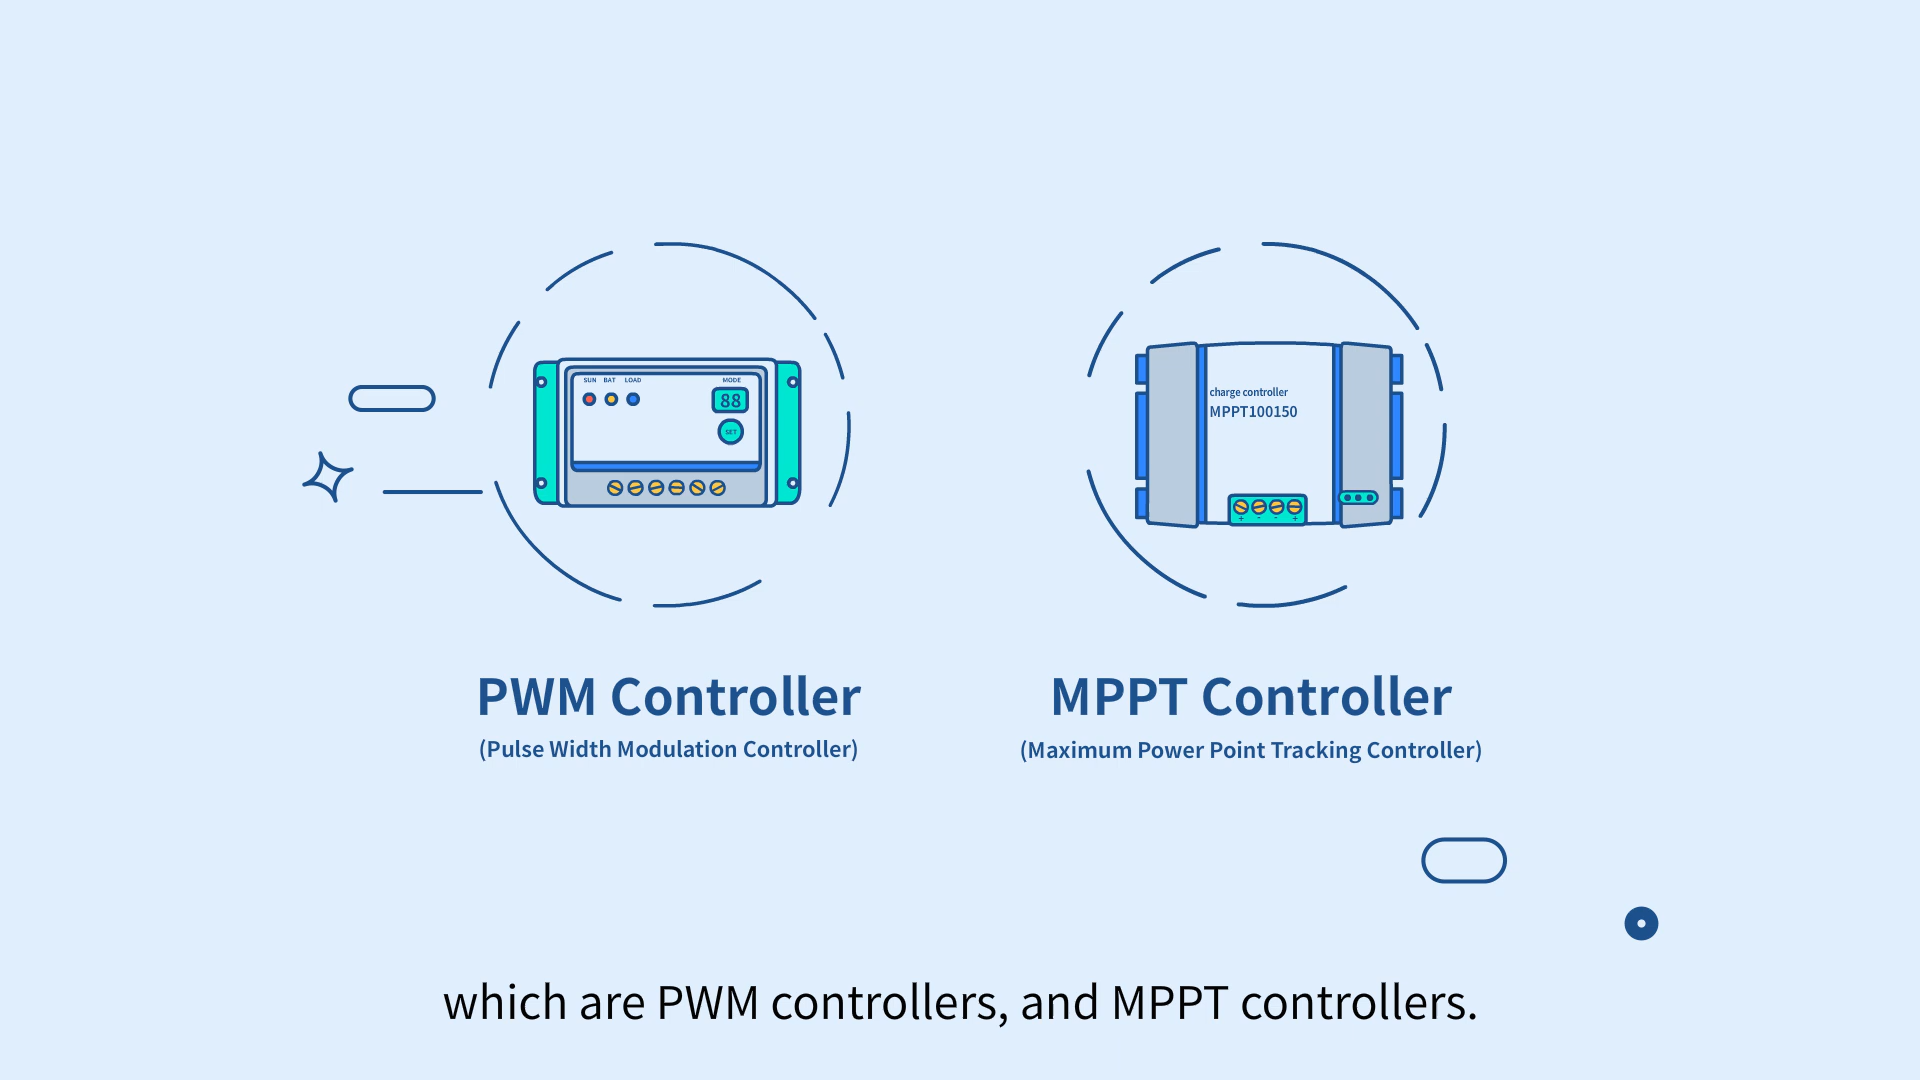 SUN BAT LOAD MODE
88
SET
charge controller
MPPT100150
+ - - +
PWM Controller
(Pulse Width Modulation Controller)
MPPT Controller
(Maximum Power Point Tracking Controller)
which are PWM controllers, and MPPT controllers.